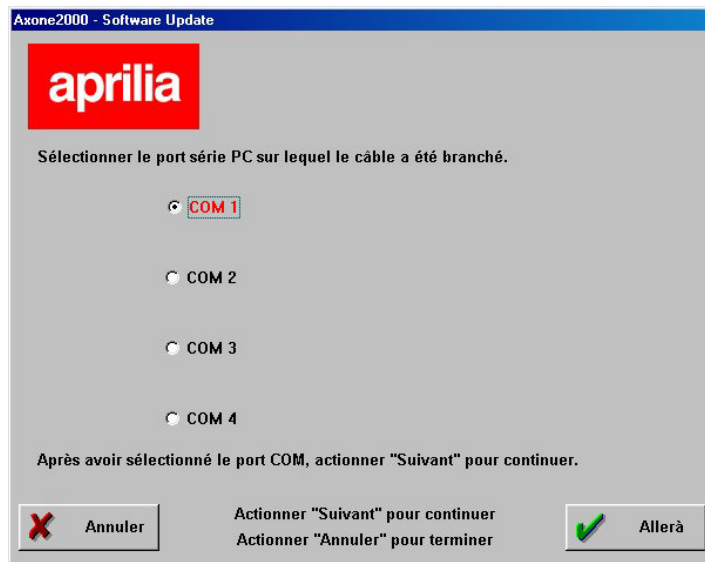 Axone2000 - Software Update
aprilia
Sélectionner le port série PC sur lequel le câble a été branché.
COM 1
COM 2
COM 3
COM 4
Après avoir sélectionné le port COM, actionner "Suivant" pour continuer.
Annuler
Actionner "Suivant" pour continuer
Actionner "Annuler" pour terminer
Allerà